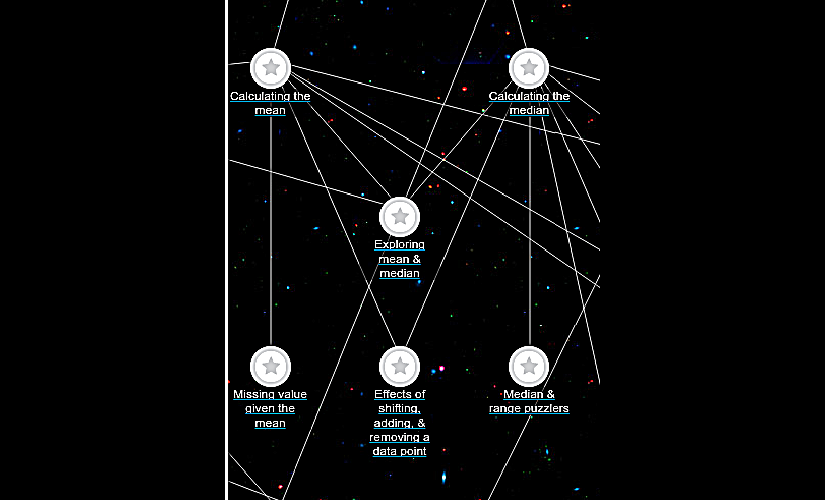 Calculating the
mean
Calculating the
median
Exploring
mean &
median
Missing value
given the
mean
Effects of
shifting,
adding, &
removing a
data point
Median &
range puzzlers